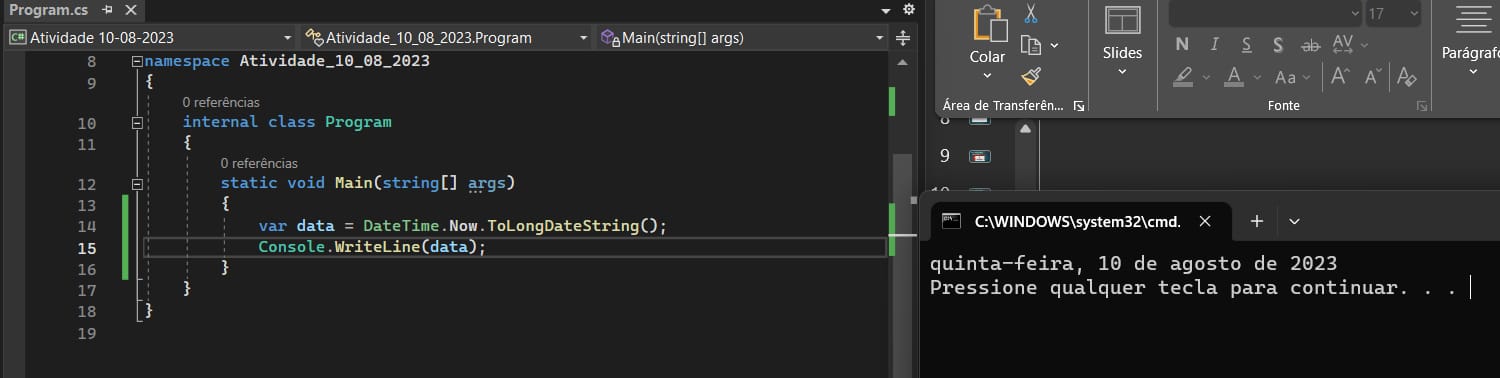 Program.cs
Atividade 10-08-2023
Atividade_10_08_2023.Program
Main(string[] args)
8 namespace Atividade_10_08_2023
9 {
0 referências
10 internal class Program
11 {
0 referências
12 static void Main(string[] args)
13 {
14 var data = DateTime.Now.ToLongDateString();
15 Console.WriteLine(data);
16 }
17 }
18 }
19
Colar
Área de Transferên...
Slides
17
N I S S ab AV
A Aa A A A
Fonte
Parágrafo
9
C:\WINDOWS\system32\cmd.
quinta-feira, 10 de agosto de 2023
Pressione qualquer tecla para continuar. . .